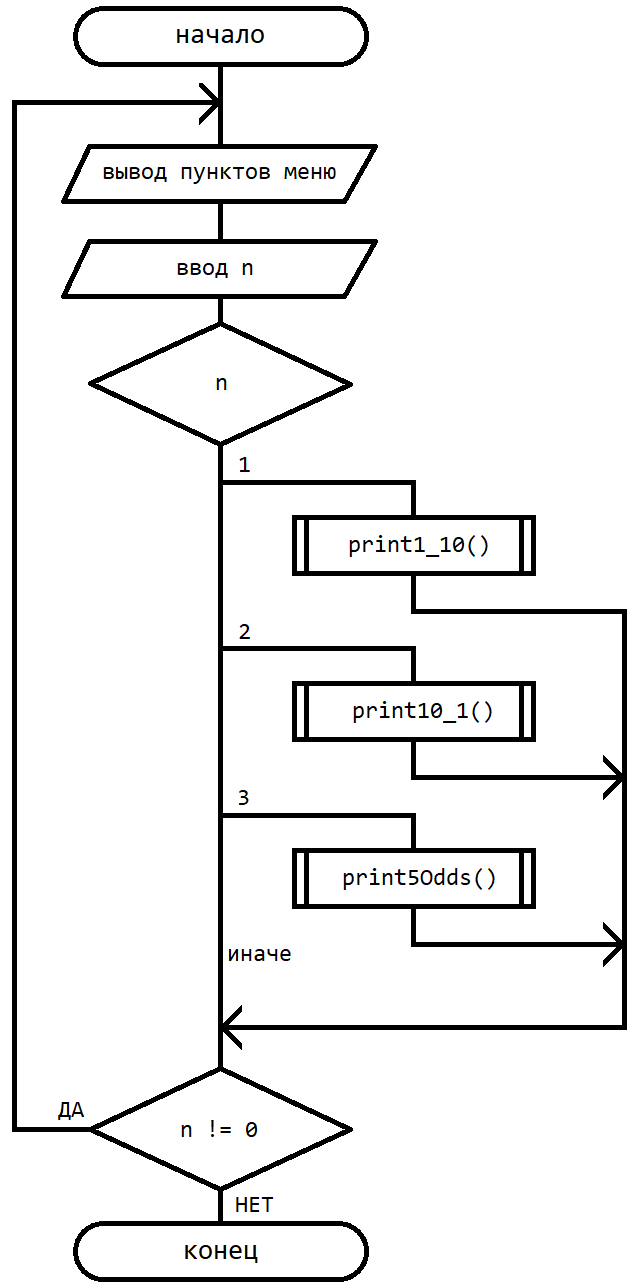 начало
вывод пунктов меню
ввод n
n
1
print1_10()
2
print10_1()
3
print5Odds()
иначе
ДА
n != 0
НЕТ
конец